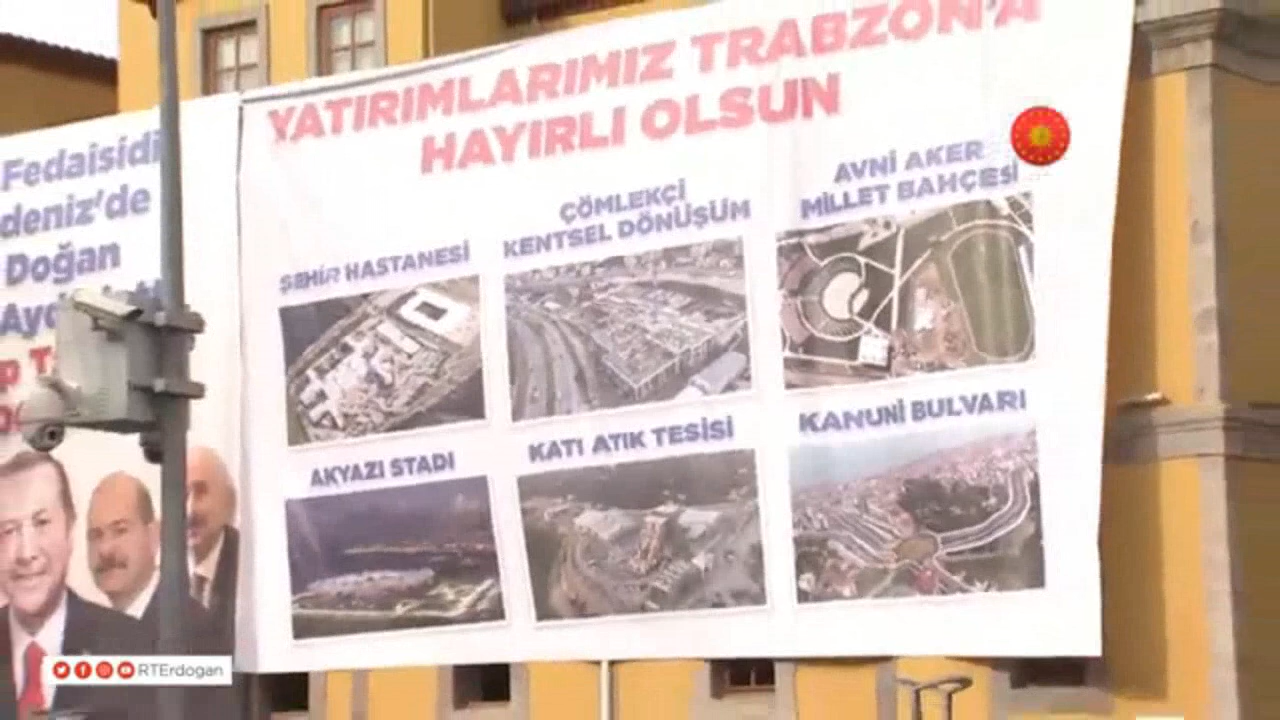 Fedaisidi
deniz'de
Doğan
YATIRIMLARIMIZ TRABZON'A
HAYIRLI OLSUN
ŞEHİR HASTANESİ
ÇÖMLEKÇİ
KENTSEL DÖNÜŞÜM
AVNİ AKER
MİLLET BAHÇESİ
AKYAZI STADI
KATI ATIK TESİSİ
KANUNİ BULVARI
RTErdogan